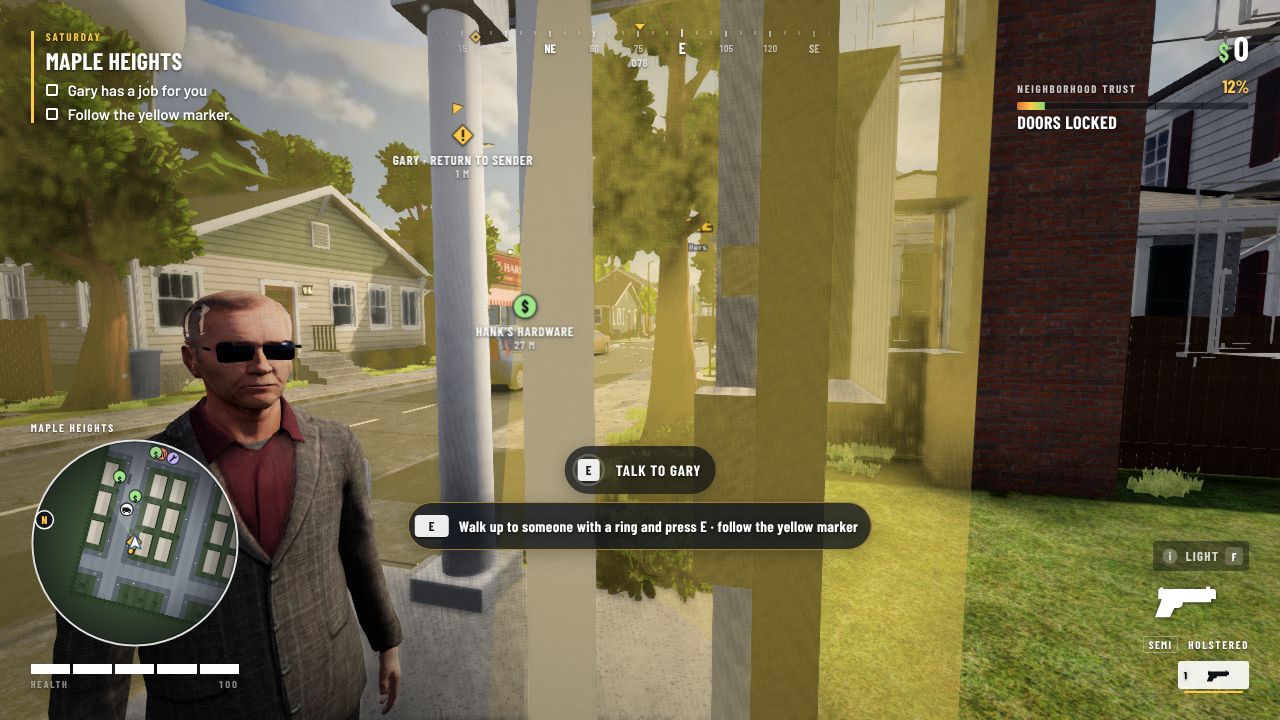 SATURDAY
MAPLE HEIGHTS
Gary has a job for you
Follow the yellow marker.
15 30 NE 60 75 E 105 120 SE
076
$ 0
NEIGHBORHOOD TRUST 12%
DOORS LOCKED
GARY · RETURN TO SENDER
1 M
$
HANK'S HARDWARE
27 M
E TALK TO GARY
E Walk up to someone with a ring and press E · follow the yellow marker
MAPLE HEIGHTS
N
HEALTH 100
LIGHT F
SEMI HOLSTERED
1